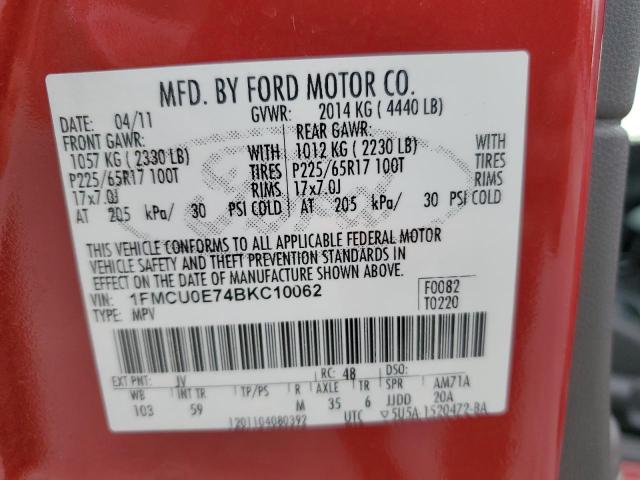 MFD. BY FORD MOTOR CO.
DATE: 04/11 GVWR: 2014 KG ( 4440 LB)
FRONT GAWR: REAR GAWR:
1057 KG ( 2330 LB) WITH 1012 KG ( 2230 LB) WITH
P225/65R17 100T TIRES P225/65R17 100T TIRES
17x7.0J RIMS 17x7.0J RIMS
AT 205 kPa/ 30 PSI COLD AT 205 kPa/ 30 PSI COLD
THIS VEHICLE CONFORMS TO ALL APPLICABLE FEDERAL MOTOR
VEHICLE SAFETY AND THEFT PREVENTION STANDARDS IN
EFFECT ON THE DATE OF MANUFACTURE SHOWN ABOVE.
VIN: 1FMCU0E74BKC10062 F0082
TYPE: MPV T0220
EXT PNT: JV RC: 48 DSO:
WB INT TR TP/PS R AXLE TR SPR AM71A
103 59 M 35 6 JJDD 20A
1201104080392 UTC ▽5U5A 1520472-BA